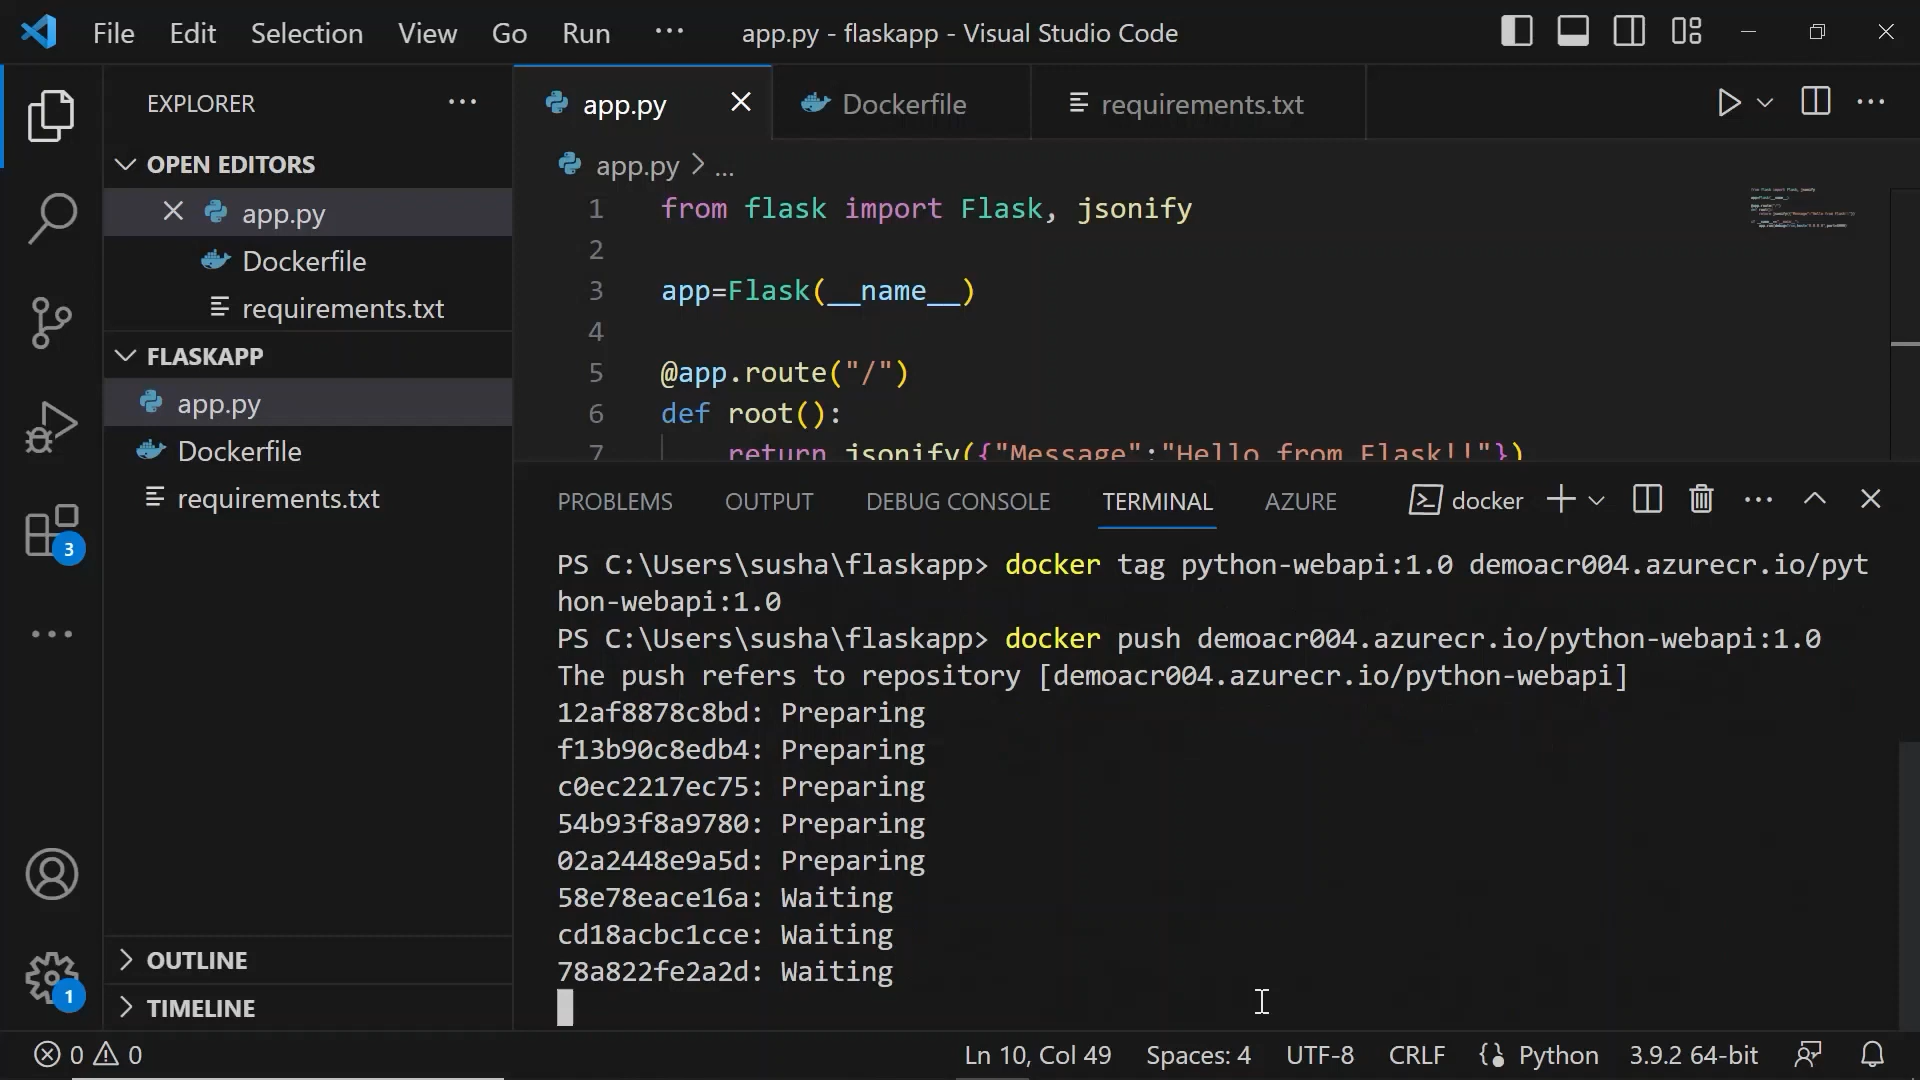 File Edit Selection View Go Run ··· app.py - flaskapp - Visual Studio Code
EXPLORER ···
OPEN EDITORS
app.py
Dockerfile
requirements.txt
FLASKAPP
app.py
Dockerfile
requirements.txt
OUTLINE
TIMELINE
3
1
app.py Dockerfile requirements.txt
app.py > ...
1 from flask import Flask, jsonify
2
3 app=Flask(__name__)
4
5 @app.route("/")
6 def root():
7 return jsonify({"Message":"Hello from Flask!!"})
PROBLEMS OUTPUT DEBUG CONSOLE TERMINAL AZURE docker
PS C:\Users\susha\flaskapp> docker tag python-webapi:1.0 demoacr004.azurecr.io/pyt
hon-webapi:1.0
PS C:\Users\susha\flaskapp> docker push demoacr004.azurecr.io/python-webapi:1.0
The push refers to repository [demoacr004.azurecr.io/python-webapi]
12af8878c8bd: Preparing
f13b90c8edb4: Preparing
c0ec2217ec75: Preparing
54b93f8a9780: Preparing
02a2448e9a5d: Preparing
58e78eace16a: Waiting
cd18acbc1cce: Waiting
78a822fe2a2d: Waiting
0 0 Ln 10, Col 49 Spaces: 4 UTF-8 CRLF Python 3.9.2 64-bit